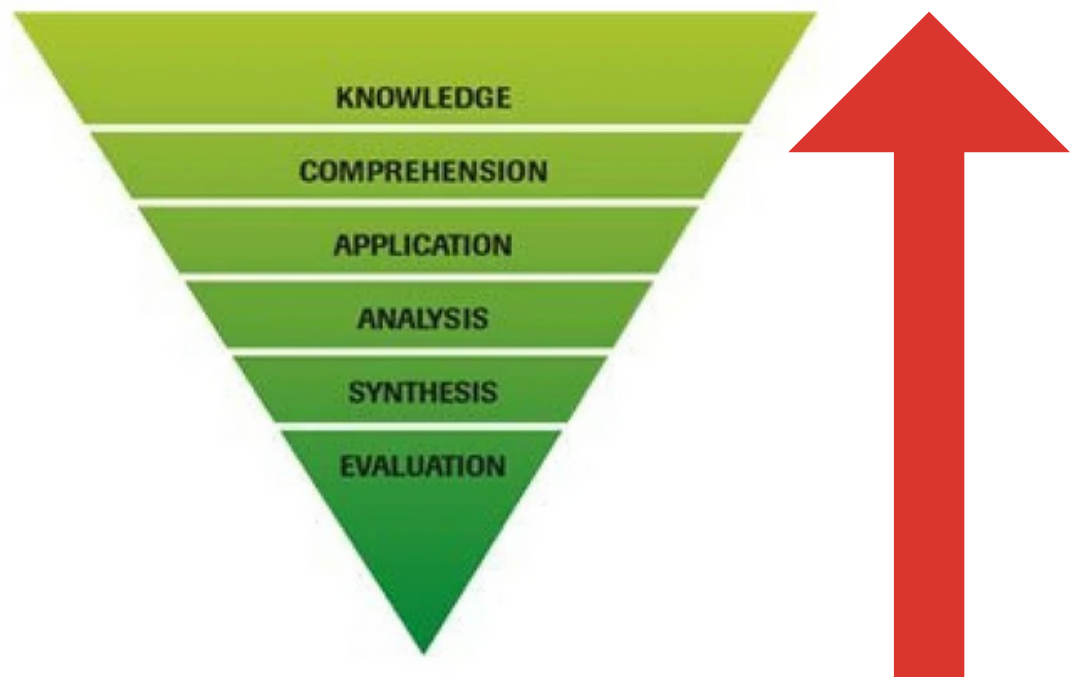 KNOWLEDGE
COMPREHENSION
APPLICATION
ANALYSIS
SYNTHESIS
EVALUATION